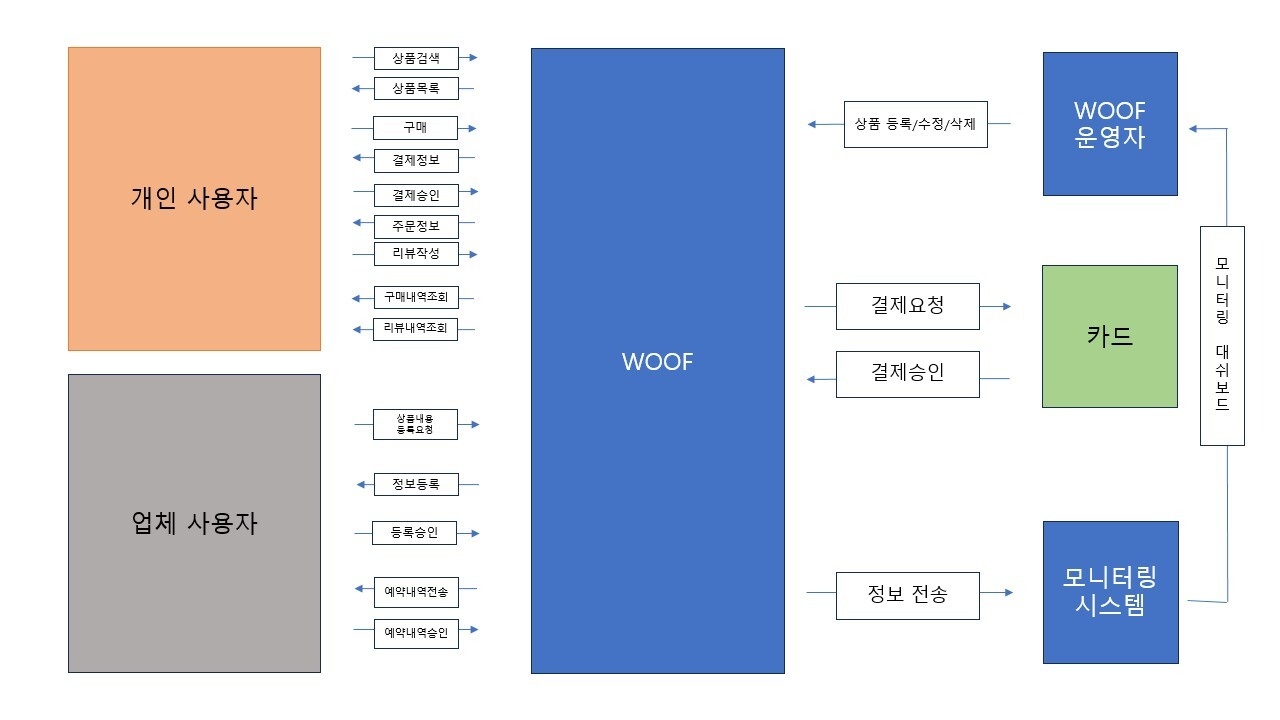 개인 사용자
업체 사용자
상품검색
상품목록
구매
결제정보
결제승인
주문정보
리뷰작성
구매내역조회
리뷰내역조회
상품내용
등록요청
정보등록
등록승인
예약내역전송
예약내역승인
WOOF
상품 등록/수정/삭제
결제요청
결제승인
정보 전송
WOOF
운영자
카드
모니터링
시스템
모니터링 대쉬보드